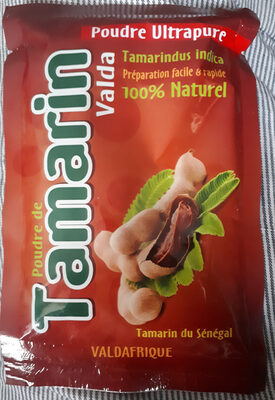 Poudre Ultrapure
Tamarindus indica
Préparation facile & rapide
100% Naturel
Poudre de
Tamarin
Valda
Tamarin du Sénégal
VALDAFRIQUE